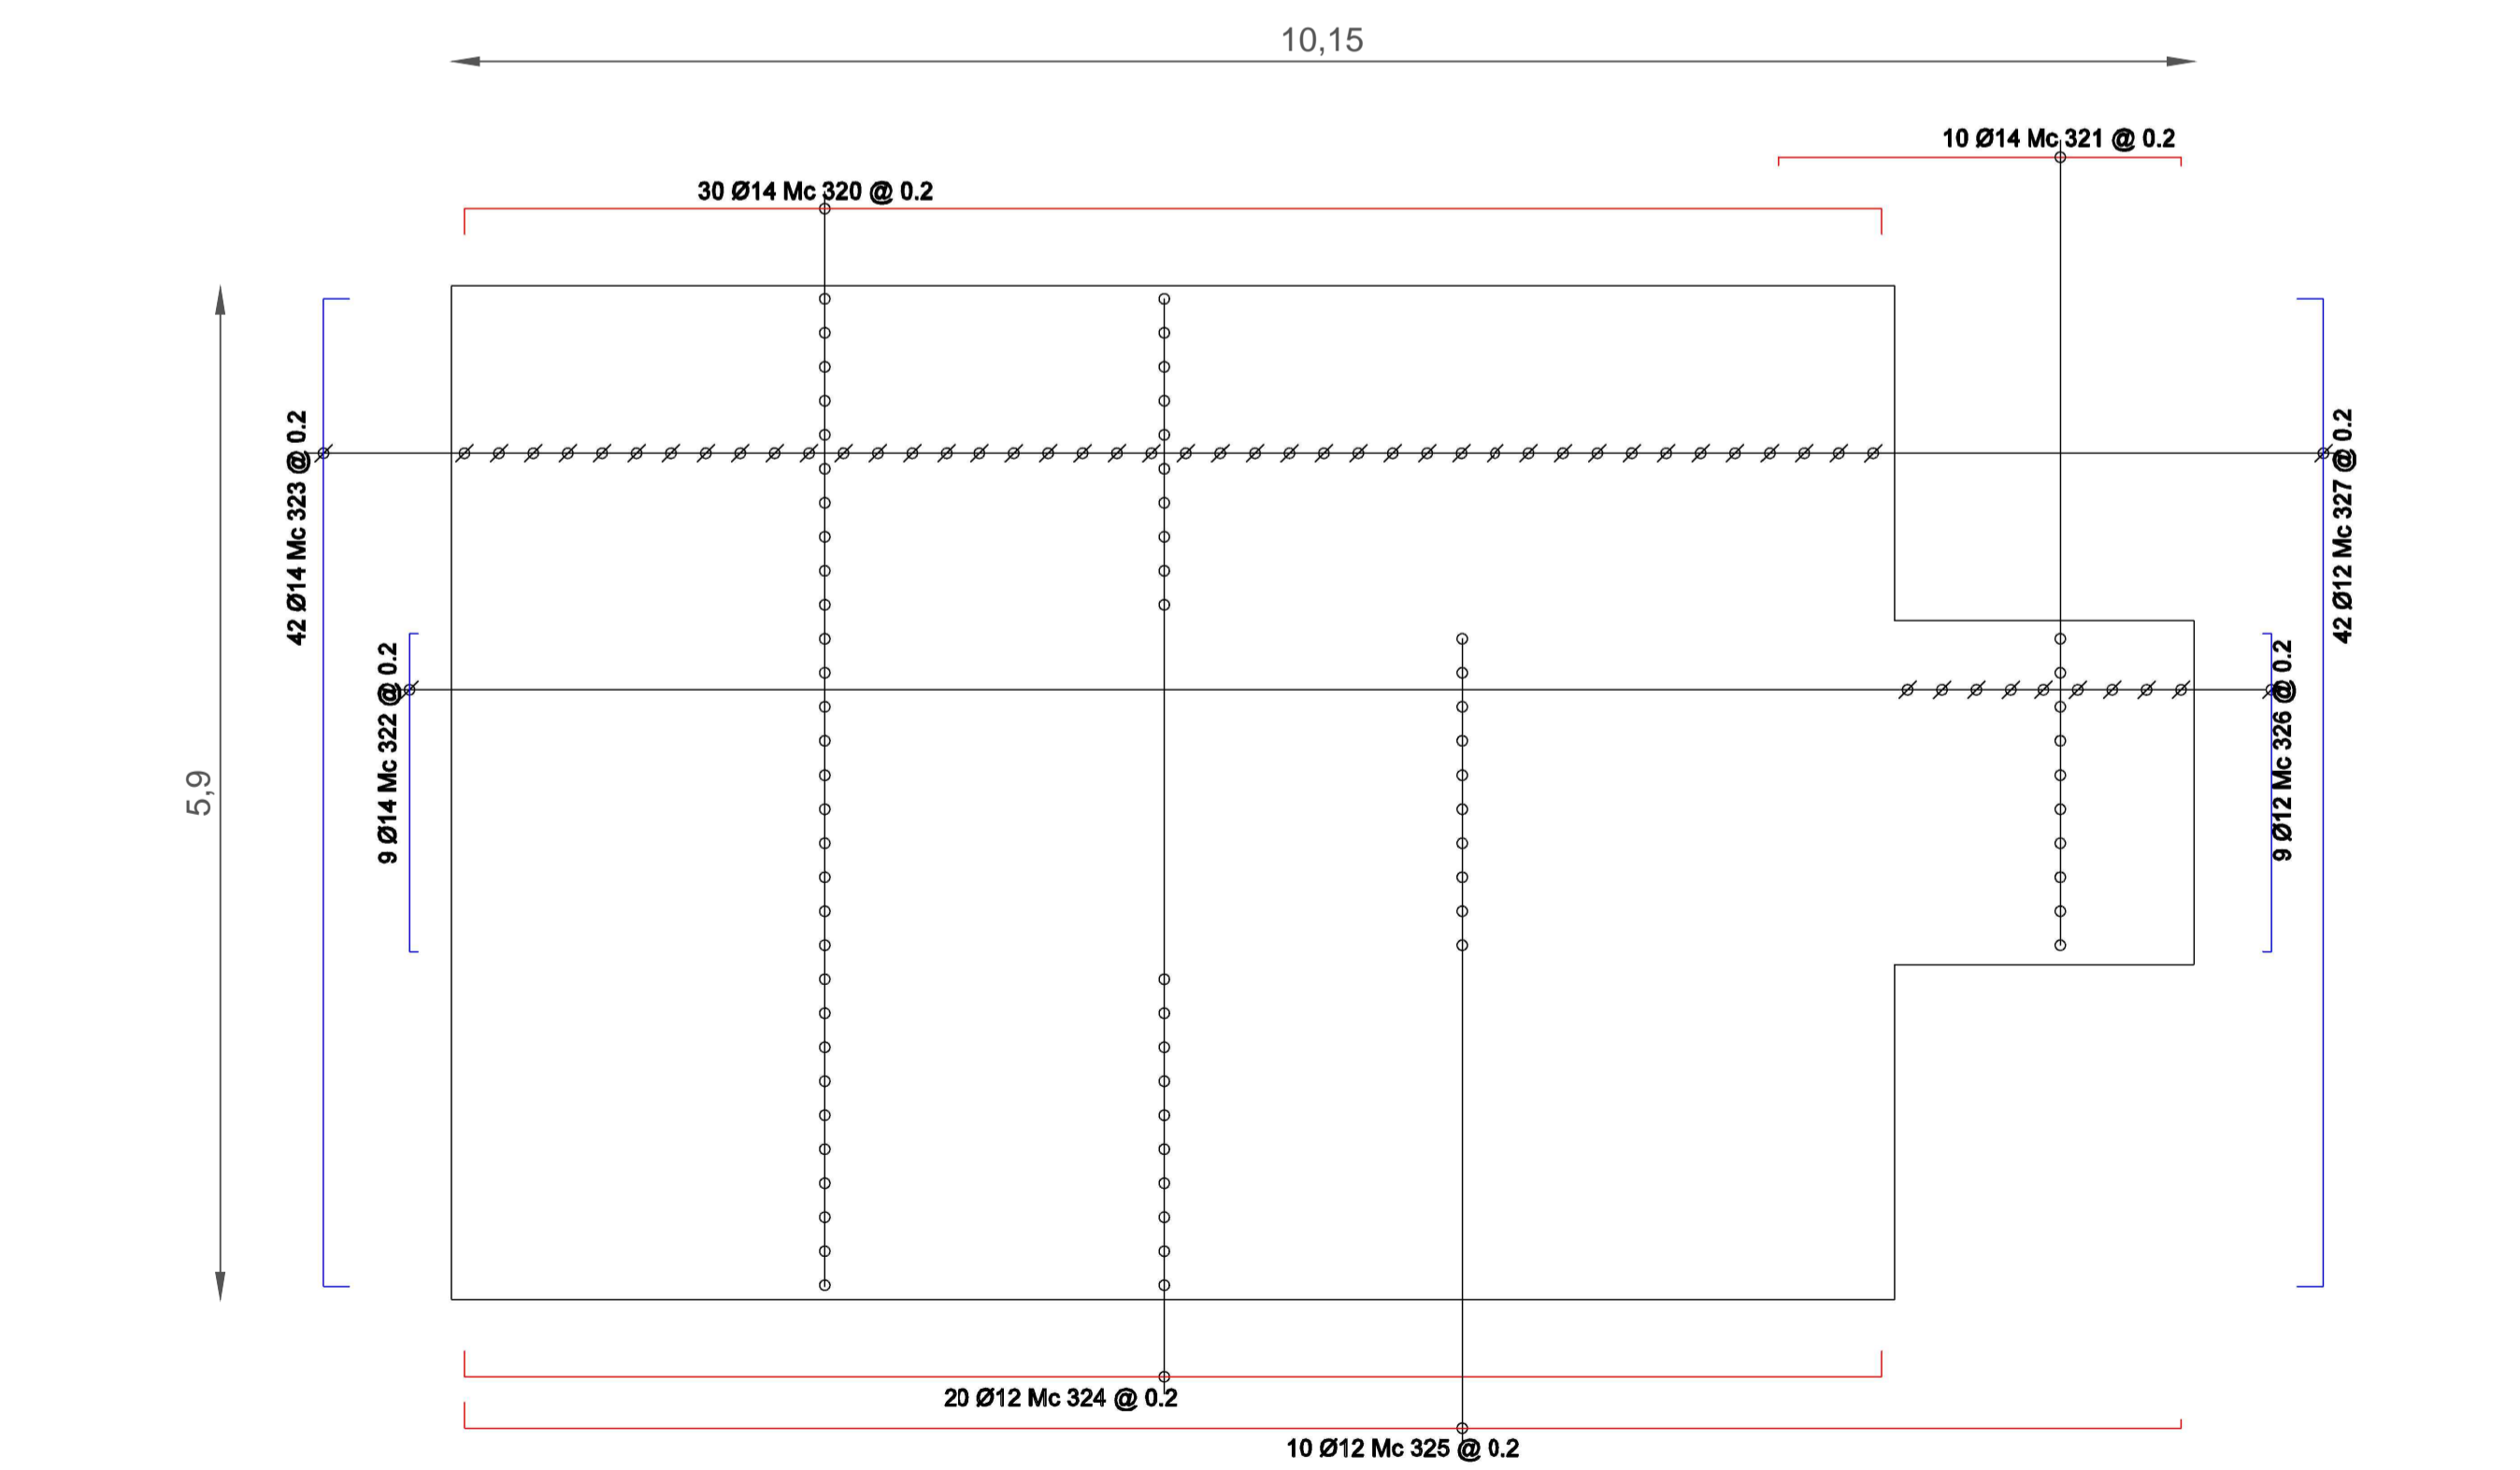 10,15
10 Ø14 Mc 321 @ 0.2
30 Ø14 Mc 320 @ 0.2
42 Ø14 Mc 323 @ 0.2
42 Ø12 Mc 327 @ 0.2
9 Ø14 Mc 322 @ 0.2
9 Ø12 Mc 326 @ 0.2
5,9
20 Ø12 Mc 324 @ 0.2
10 Ø12 Mc 325 @ 0.2